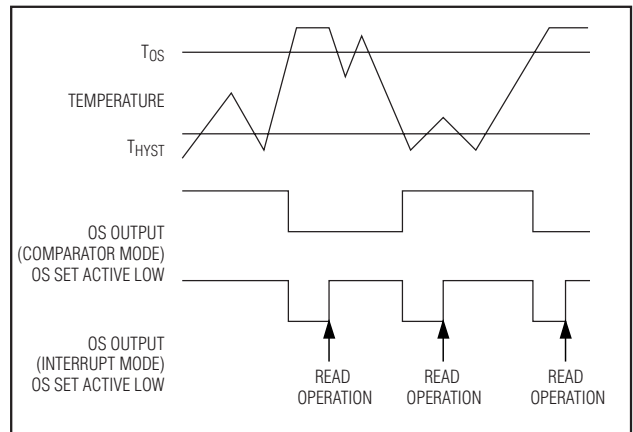 TOS
TEMPERATURE
THYST
OS OUTPUT
(COMPARATOR MODE)
OS SET ACTIVE LOW
OS OUTPUT
(INTERRUPT MODE)
OS SET ACTIVE LOW
READ
OPERATION
READ
OPERATION
READ
OPERATION